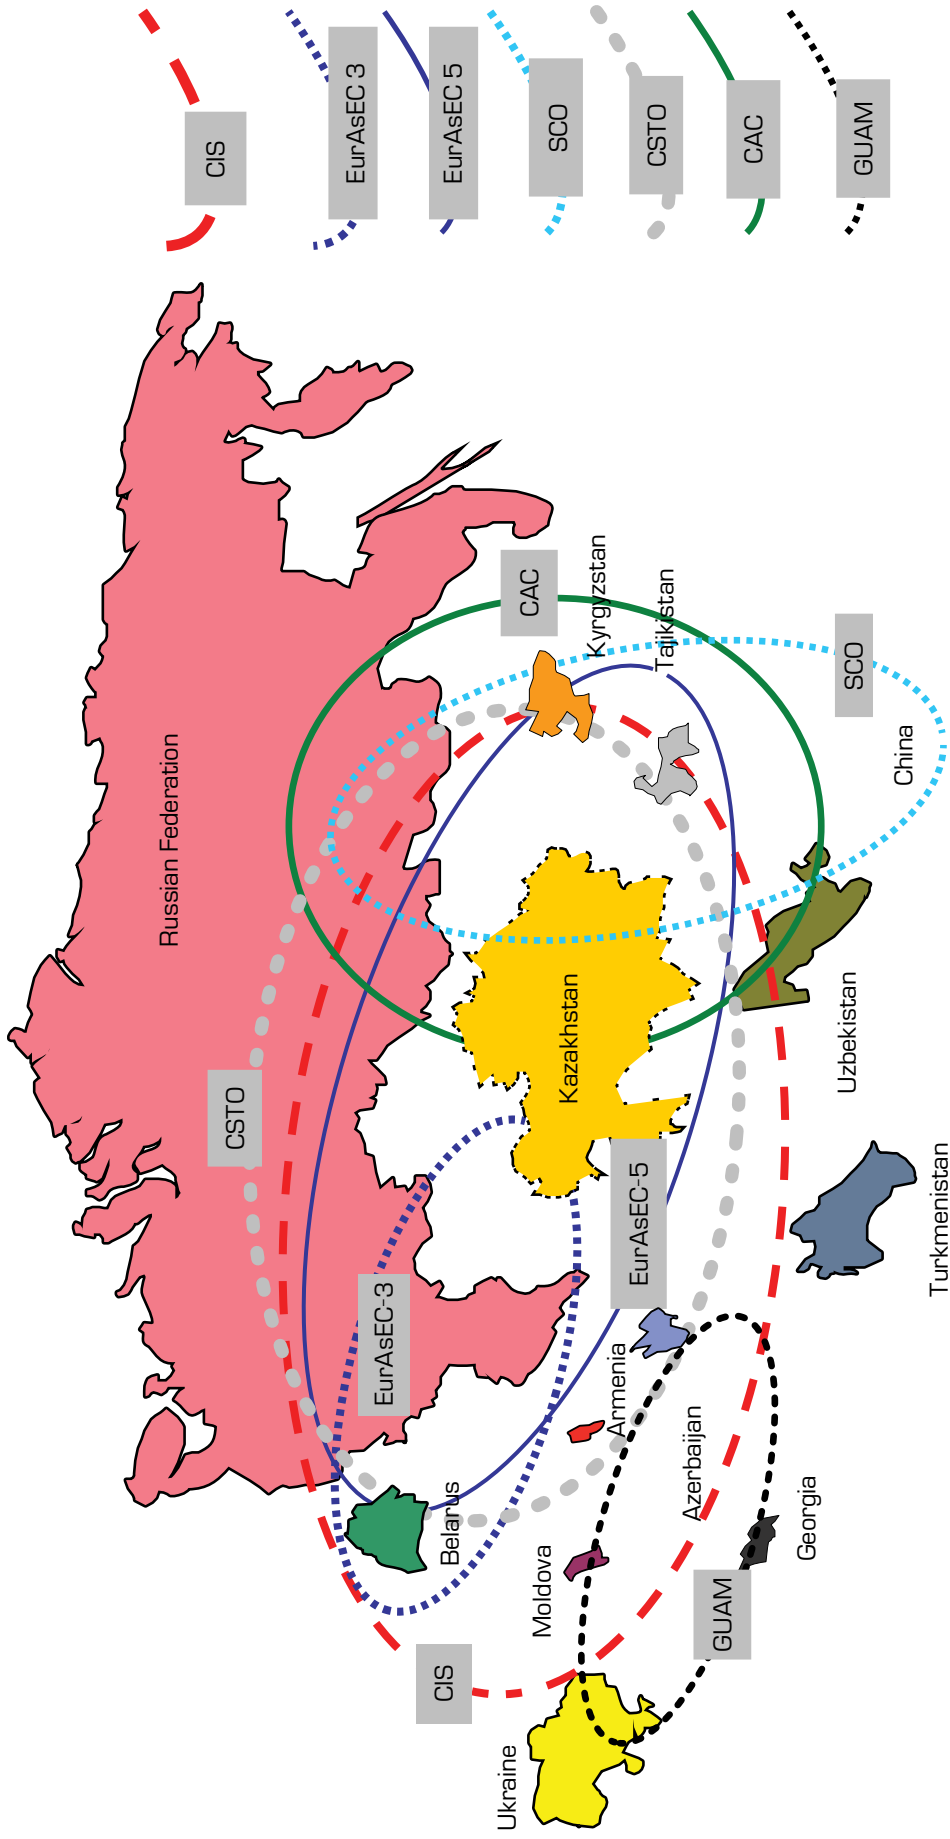 Russian Federation
CSTO
EurAsEC-3
CIS
Belarus
Ukraine
CAC
Moldova
Kazakhstan
Kyrgyzstan
Armenia
EurAsEC-5
Tajikistan
Azerbaijan
GUAM
Georgia
Uzbekistan
SCO
China
Turkmenistan
CIS
EurAsEC 3
EurAsEC 5
SCO
CSTO
CAC
GUAM